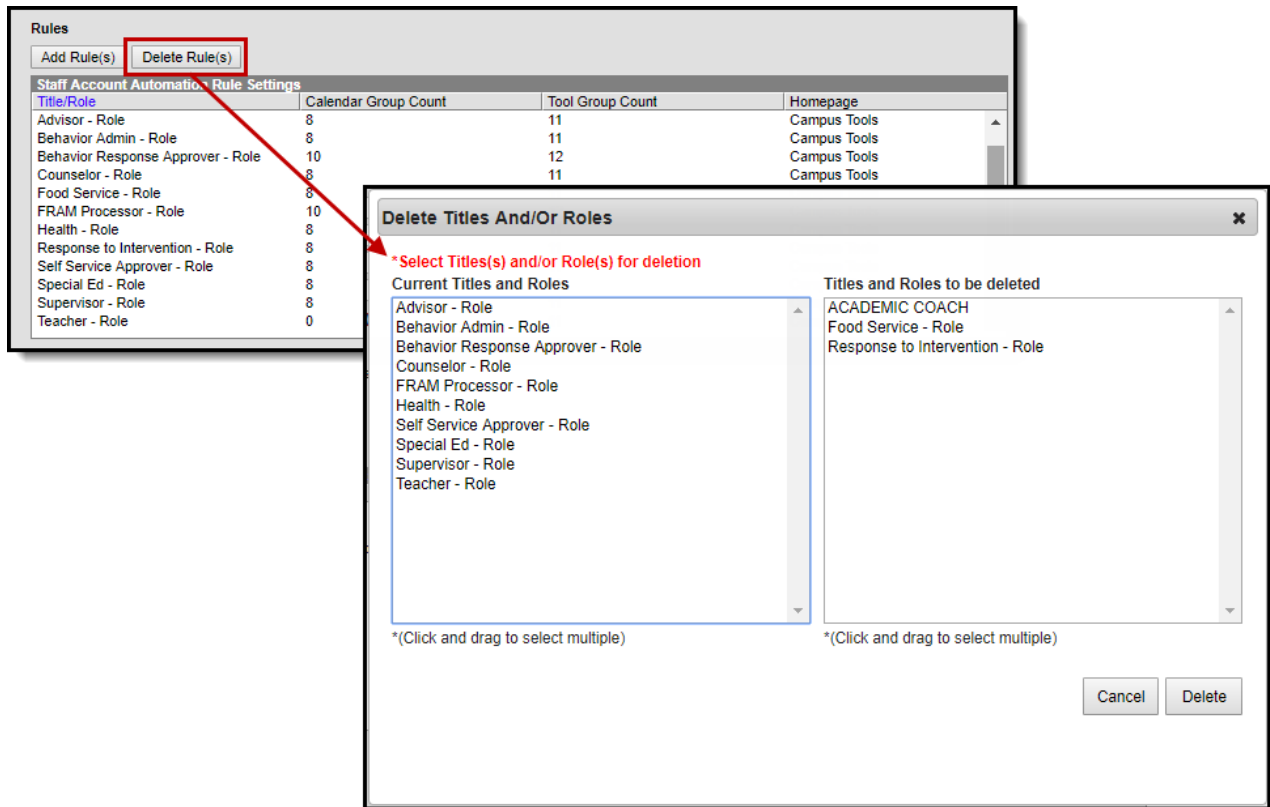 Rules
Add Rule(s) Delete Rule(s)
Staff Account Automation Rule Settings
Title/Role Calendar Group Count Tool Group Count Homepage
Advisor - Role 8 11 Campus Tools
Behavior Admin - Role 8 11 Campus Tools
Behavior Response Approver - Role 10 12 Campus Tools
Counselor - Role 8 11 Campus Tools
Food Service - Role 8
FRAM Processor - Role 10
Health - Role 8
Response to Intervention - Role 8
Self Service Approver - Role 8
Special Ed - Role 8
Supervisor - Role 8
Teacher - Role 0
Delete Titles And/Or Roles
*Select Titles(s) and/or Role(s) for deletion
Current Titles and Roles
Advisor - Role
Behavior Admin - Role
Behavior Response Approver - Role
Counselor - Role
FRAM Processor - Role
Health - Role
Self Service Approver - Role
Special Ed - Role
Supervisor - Role
Teacher - Role
*(Click and drag to select multiple)
Titles and Roles to be deleted
ACADEMIC COACH
Food Service - Role
Response to Intervention - Role
*(Click and drag to select multiple)
Cancel Delete